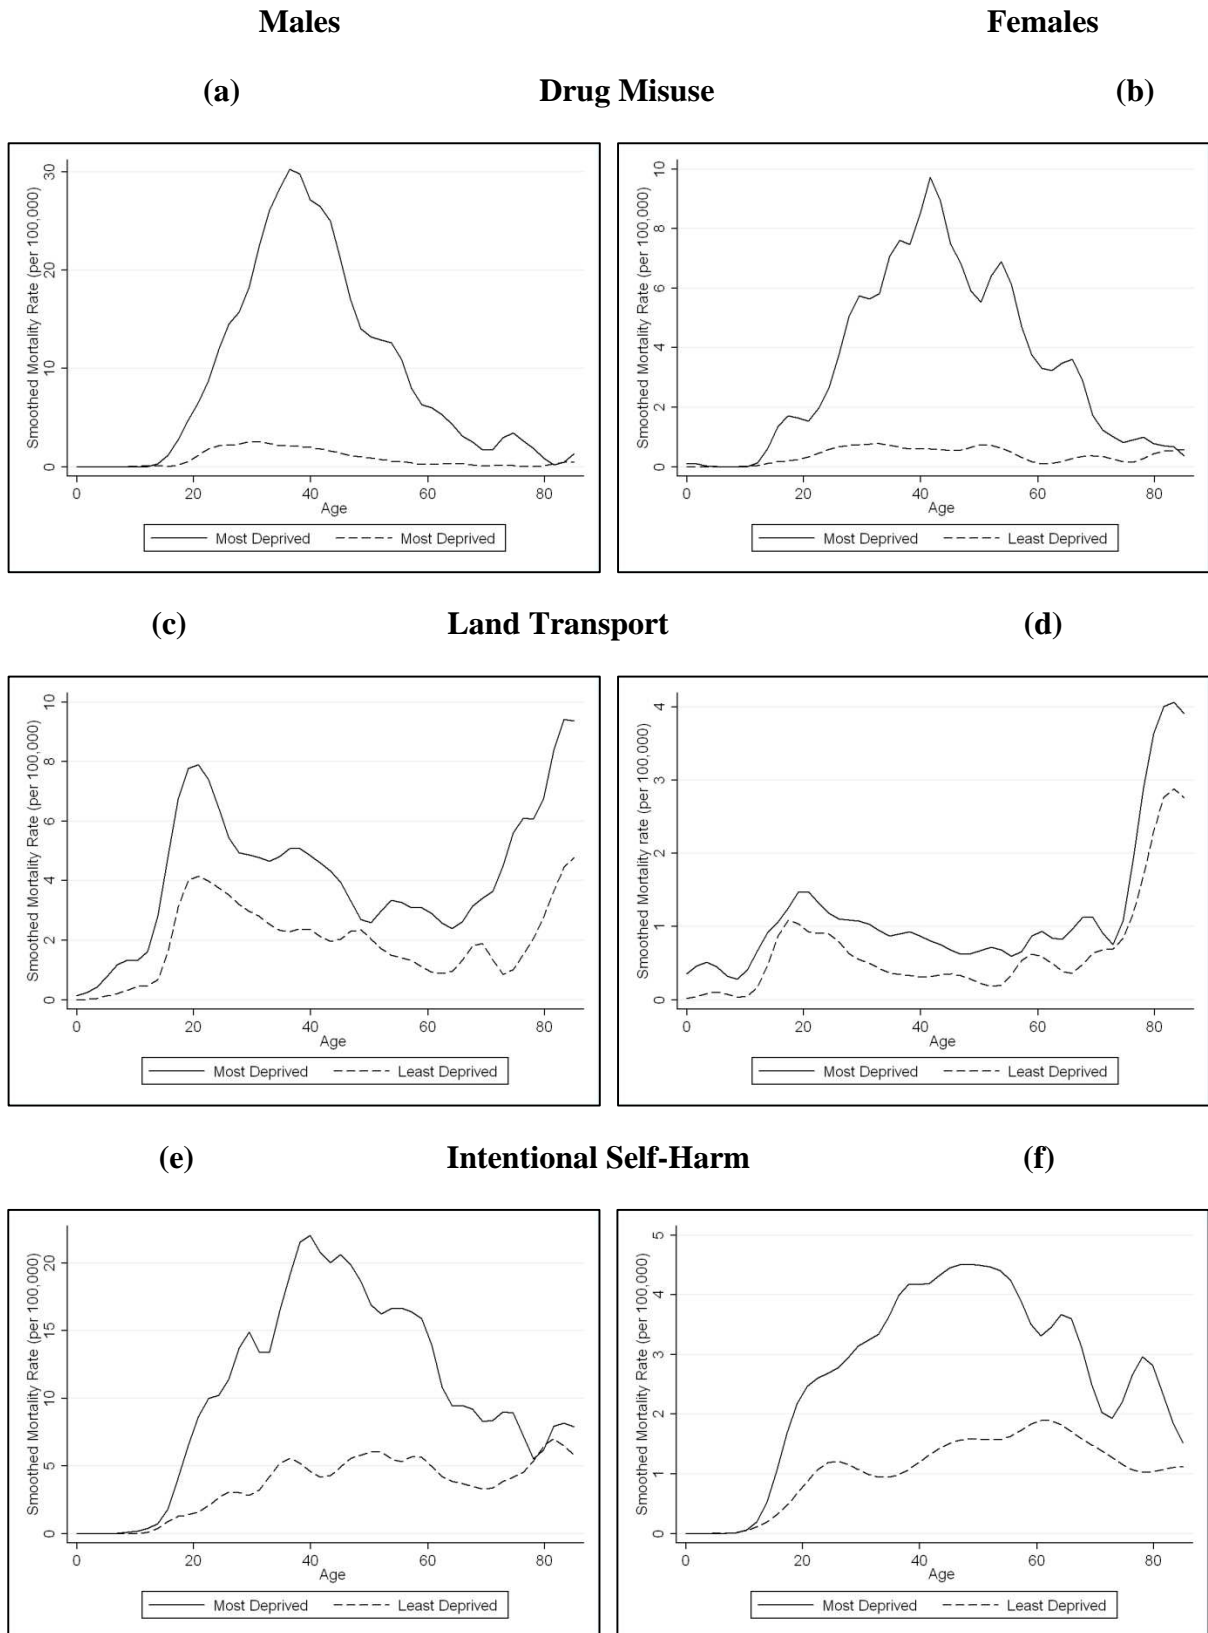 Males Females
(a) Drug Misuse (b)
Smoothed Mortality Rate (per 100,000)
30
20
10
0
0 20 40 60 80
Age
Most Deprived Most Deprived
Smoothed Mortality Rate (per 100,000)
10
8
6
4
2
0
0 20 40 60 80
Age
Most Deprived Least Deprived
(c) Land Transport (d)
Smoothed Mortality Rate (per 100,000)
10
8
6
4
2
0
0 20 40 60 80
Age
Most Deprived Least Deprived
Smoothed Mortality rate (per 100,000)
4
3
2
1
0
0 20 40 60 80
Age
Most Deprived Least Deprived
(e) Intentional Self-Harm (f)
Smoothed Mortality Rate (per 100,000)
20
15
10
5
0
0 20 40 60 80
Age
Most Deprived Least Deprived
Smoothed Mortality Rate (per 100,000)
5
4
3
2
1
0
0 20 40 60 80
Age
Most Deprived Least Deprived